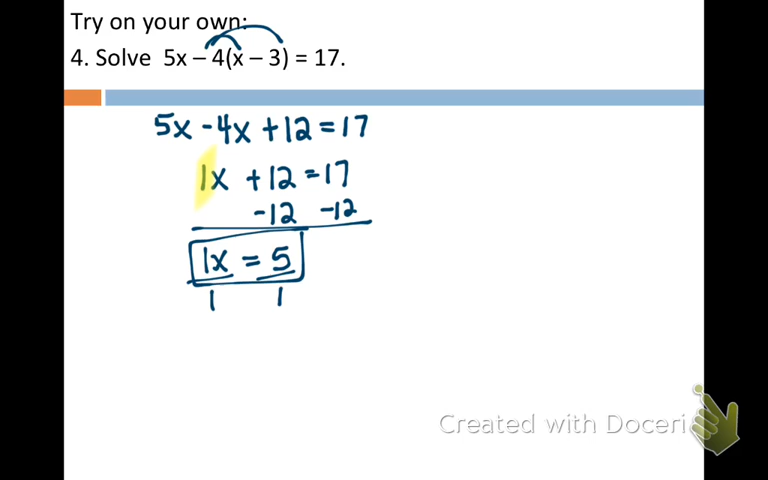 Try on your own:
4. Solve 5x – 4(x – 3) = 17.
5x -4x +12 = 17
1x +12 = 17
-12 -12
1x = 5
1 1
Created with Doceri